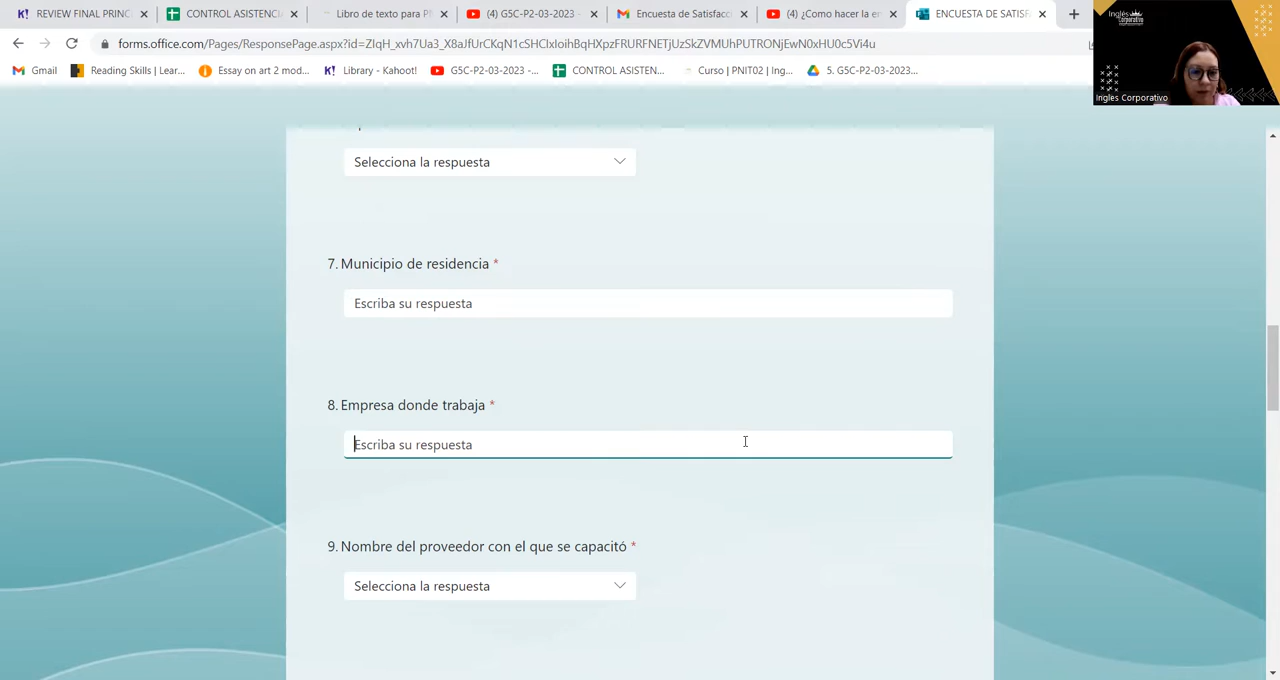 REVIEW FINAL PRINC
CONTROL ASISTENCI
Libro de texto para P
(4) G5C-P2-03-2023 -
Encuesta de Satisfacc
(4) ¿Como hacer la en
ENCUESTA DE SATISF
forms.office.com/Pages/ResponsePage.aspx?id=ZIqH_xvh7Ua3_X8aJfUrCKqN1cSHCIxIoihBqHXpzFRURFNETjUzSkZVMUhPUTRONjEwN0xHU0c5Vi4u
Gmail
Reading Skills | Lear...
Essay on art 2 mod...
Library - Kahoot!
G5C-P2-03-2023 -...
CONTROL ASISTEN...
Curso | PNIT02 | Ing...
5. G5C-P2-03-2023...
Inglés
Corporativo
Ingles Corporativo
Selecciona la respuesta
7. Municipio de residencia *
Escriba su respuesta
8. Empresa donde trabaja *
Escriba su respuesta
9. Nombre del proveedor con el que se capacitó *
Selecciona la respuesta